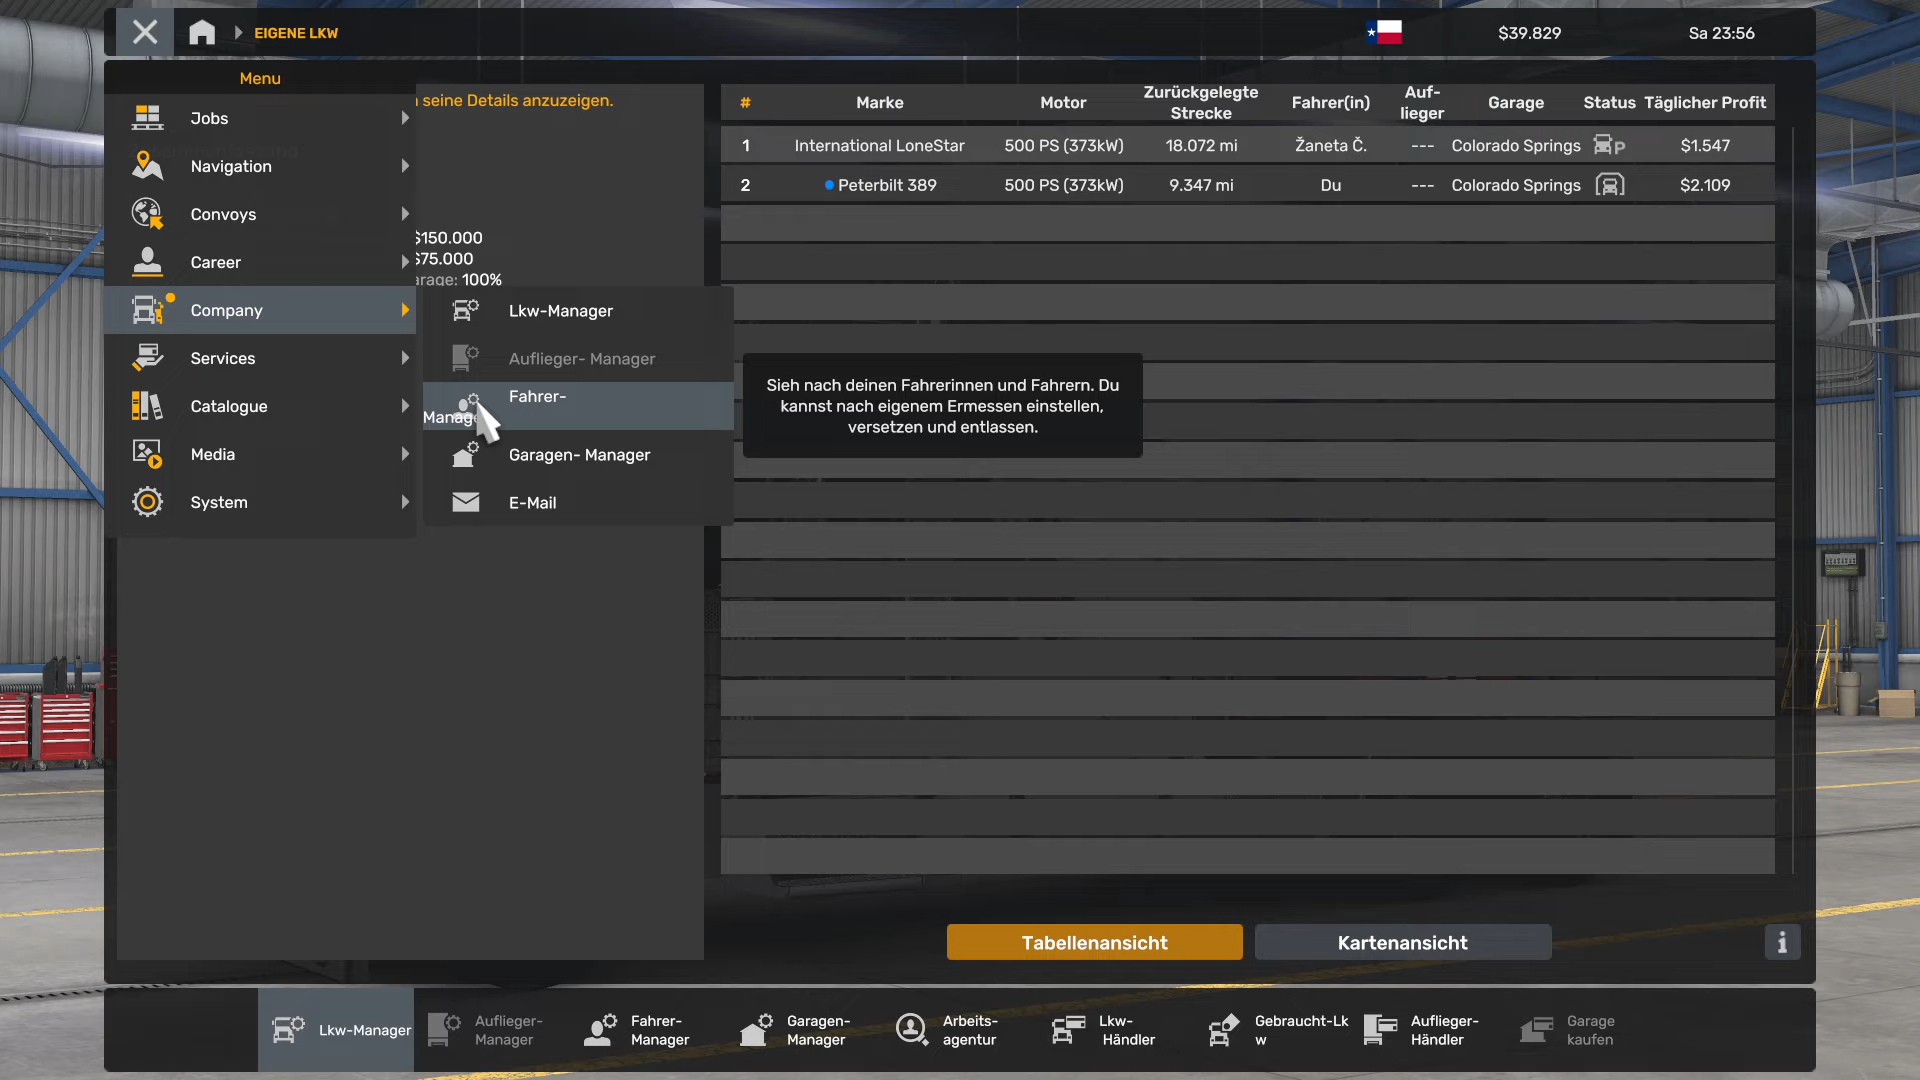 EIGENE LKW
$39.829
Sa 23:56
Menu
Jobs
Navigation
Convoys
Career
Company
Services
Catalogue
Media
System
seine Details anzuzeigen.
$150.000
$75.000
arage: 100%
Lkw-Manager
Auflieger- Manager
Fahrer-
Manage
Garagen- Manager
E-Mail
Sieh nach deinen Fahrerinnen und Fahrern. Du
kannst nach eigenem Ermessen einstellen,
versetzen und entlassen.
# Marke Motor Zurückgelegte Strecke Fahrer(in) Auf-lieger Garage Status Täglicher Profit
1 International LoneStar 500 PS (373kW) 18.072 mi Žaneta Č. --- Colorado Springs P $1.547
2 Peterbilt 389 500 PS (373kW) 9.347 mi Du --- Colorado Springs $2.109
Tabellenansicht
Kartenansicht
i
Lkw-Manager
Auflieger-
Manager
Fahrer-
Manager
Garagen-
Manager
Arbeits-
agentur
Lkw-
Händler
Gebraucht-Lk
w
Auflieger-
Händler
Garage
kaufen